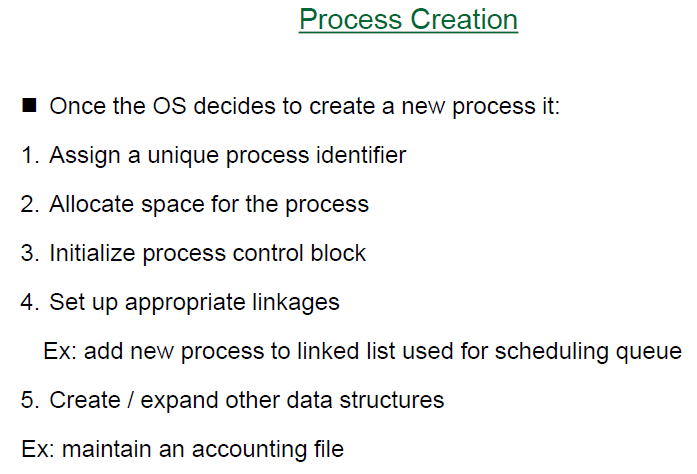 Process Creation
■ Once the OS decides to create a new process it:
1. Assign a unique process identifier
2. Allocate space for the process
3. Initialize process control block
4. Set up appropriate linkages
Ex: add new process to linked list used for scheduling queue
5. Create / expand other data structures
Ex: maintain an accounting file